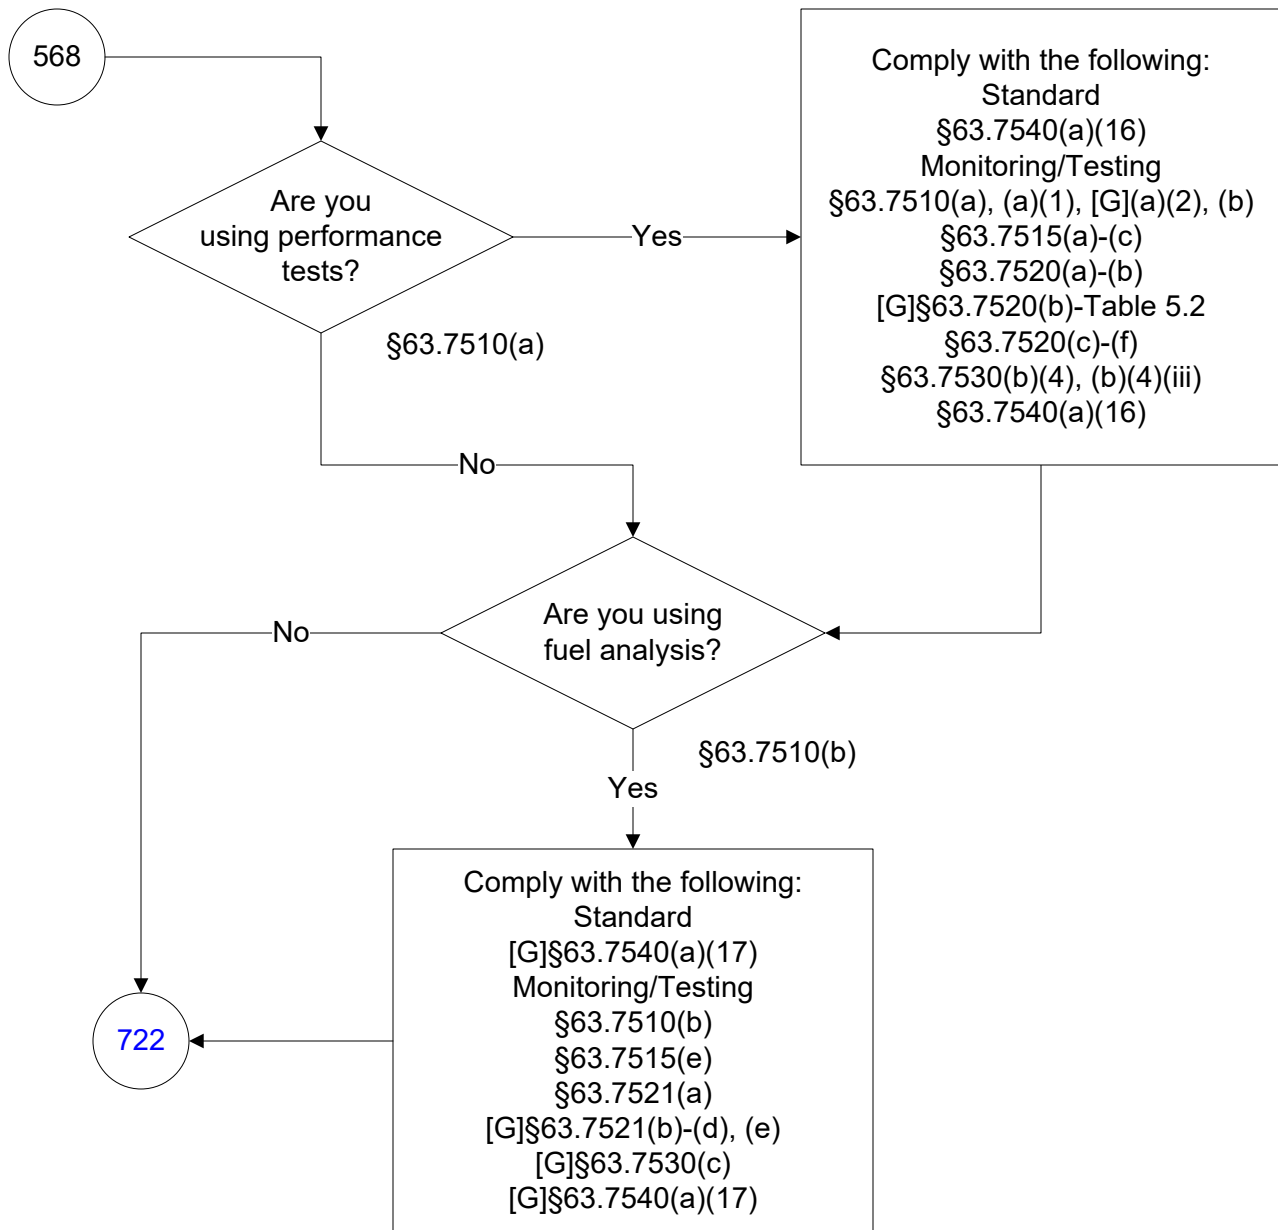 568
Are you
using performance
tests?
Yes
§63.7510(a)
No
Comply with the following:
Standard
§63.7540(a)(16)
Monitoring/Testing
§63.7510(a), (a)(1), [G](a)(2), (b)
§63.7515(a)-(c)
§63.7520(a)-(b)
[G]§63.7520(b)-Table 5.2
§63.7520(c)-(f)
§63.7530(b)(4), (b)(4)(iii)
§63.7540(a)(16)
Are you using
fuel analysis?
No
§63.7510(b)
Yes
Comply with the following:
Standard
[G]§63.7540(a)(17)
Monitoring/Testing
§63.7510(b)
§63.7515(e)
§63.7521(a)
[G]§63.7521(b)-(d), (e)
[G]§63.7530(c)
[G]§63.7540(a)(17)
722